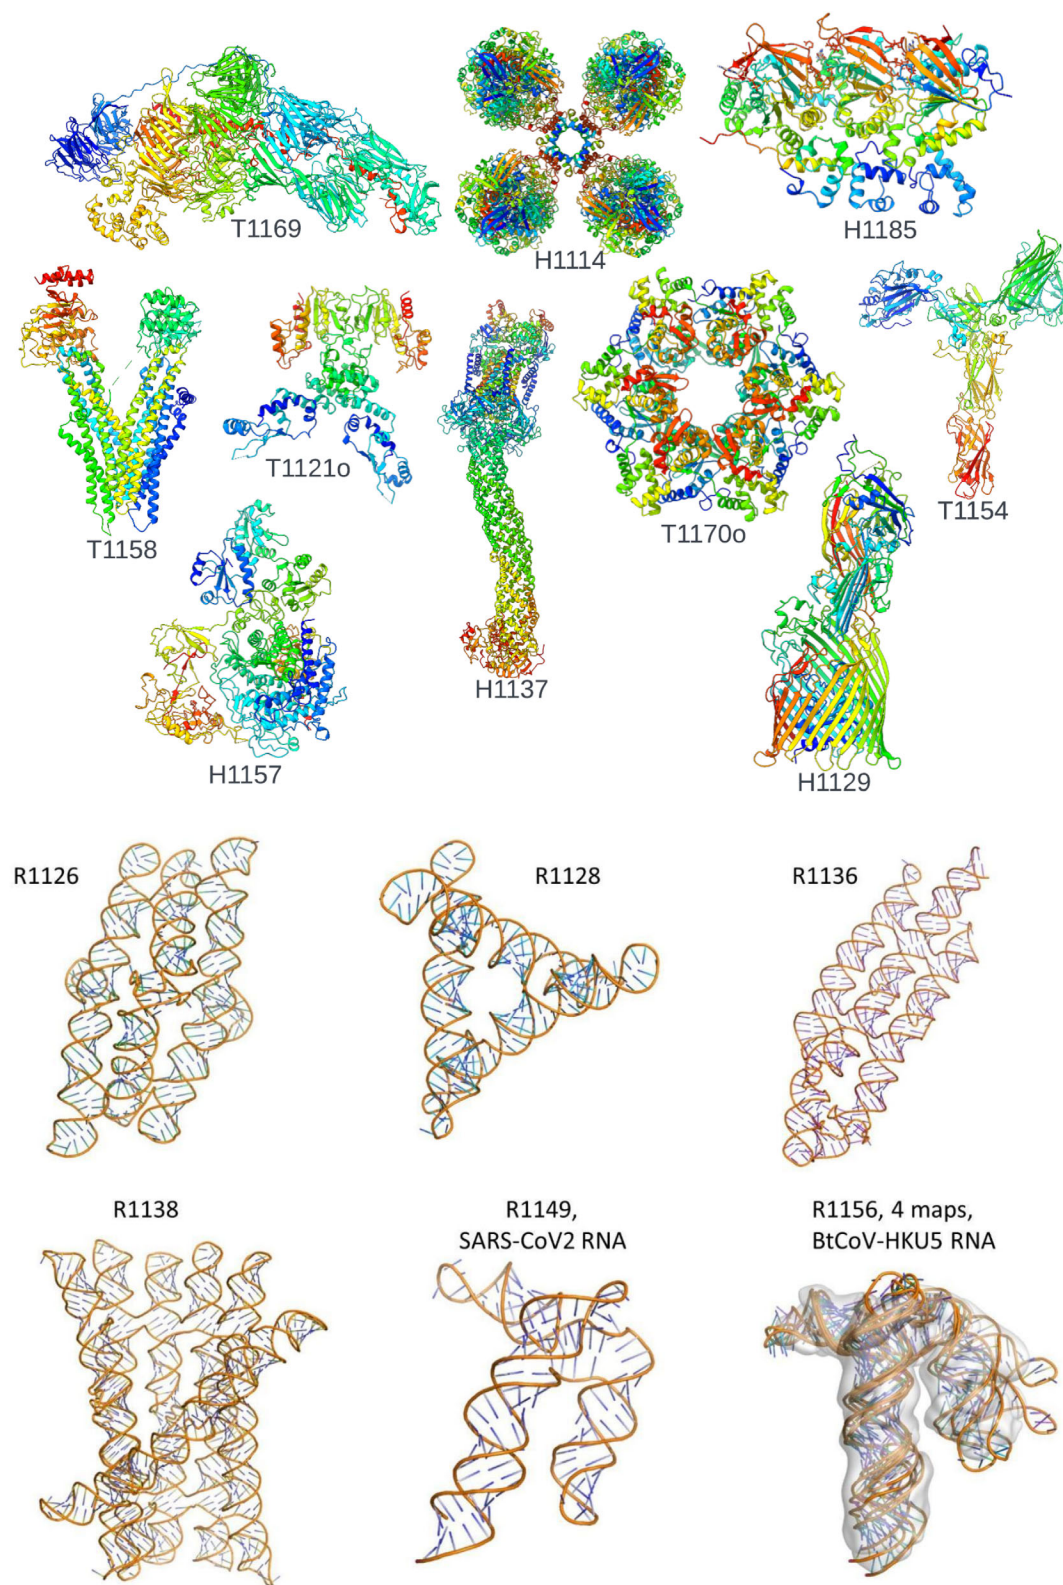 T1169
H1114
H1185
T1158
T1121o
H1137
T1170o
T1154
H1157
H1129
R1126
R1128
R1136
R1138
R1149,
SARS-CoV2 RNA
R1156, 4 maps,
BtCoV-HKU5 RNA